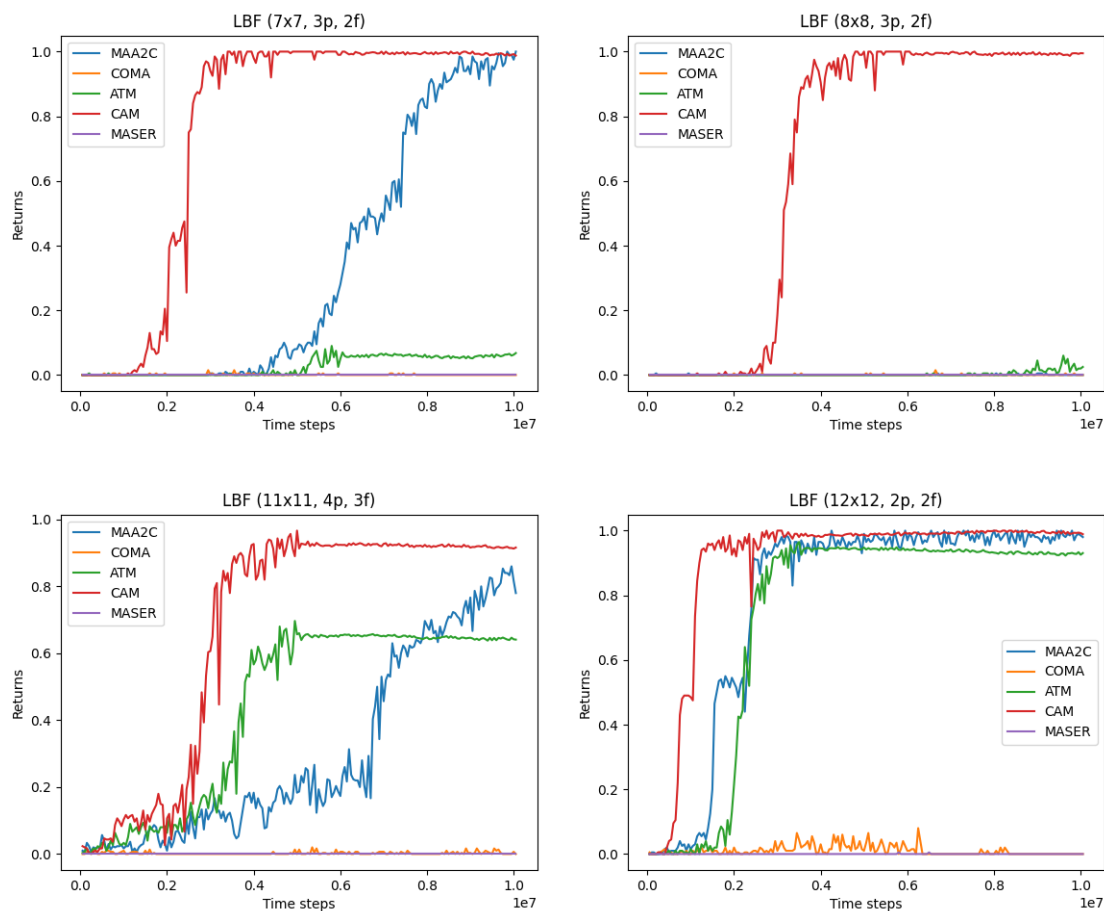 LBF (7x7, 3p, 2f)
Returns
1.0
0.8
0.6
0.4
0.2
0.0
MAA2C
COMA
ATM
CAM
MASER
0.0 0.2 0.4 0.6 0.8 1.0
1e7
Time steps
LBF (8x8, 3p, 2f)
Returns
1.0
0.8
0.6
0.4
0.2
0.0
MAA2C
COMA
ATM
CAM
MASER
0.0 0.2 0.4 0.6 0.8 1.0
1e7
Time steps
LBF (11x11, 4p, 3f)
Returns
1.0
0.8
0.6
0.4
0.2
0.0
MAA2C
COMA
ATM
CAM
MASER
0.0 0.2 0.4 0.6 0.8 1.0
1e7
Time steps
LBF (12x12, 2p, 2f)
Returns
1.0
0.8
0.6
0.4
0.2
0.0
MAA2C
COMA
ATM
CAM
MASER
0.0 0.2 0.4 0.6 0.8 1.0
1e7
Time steps